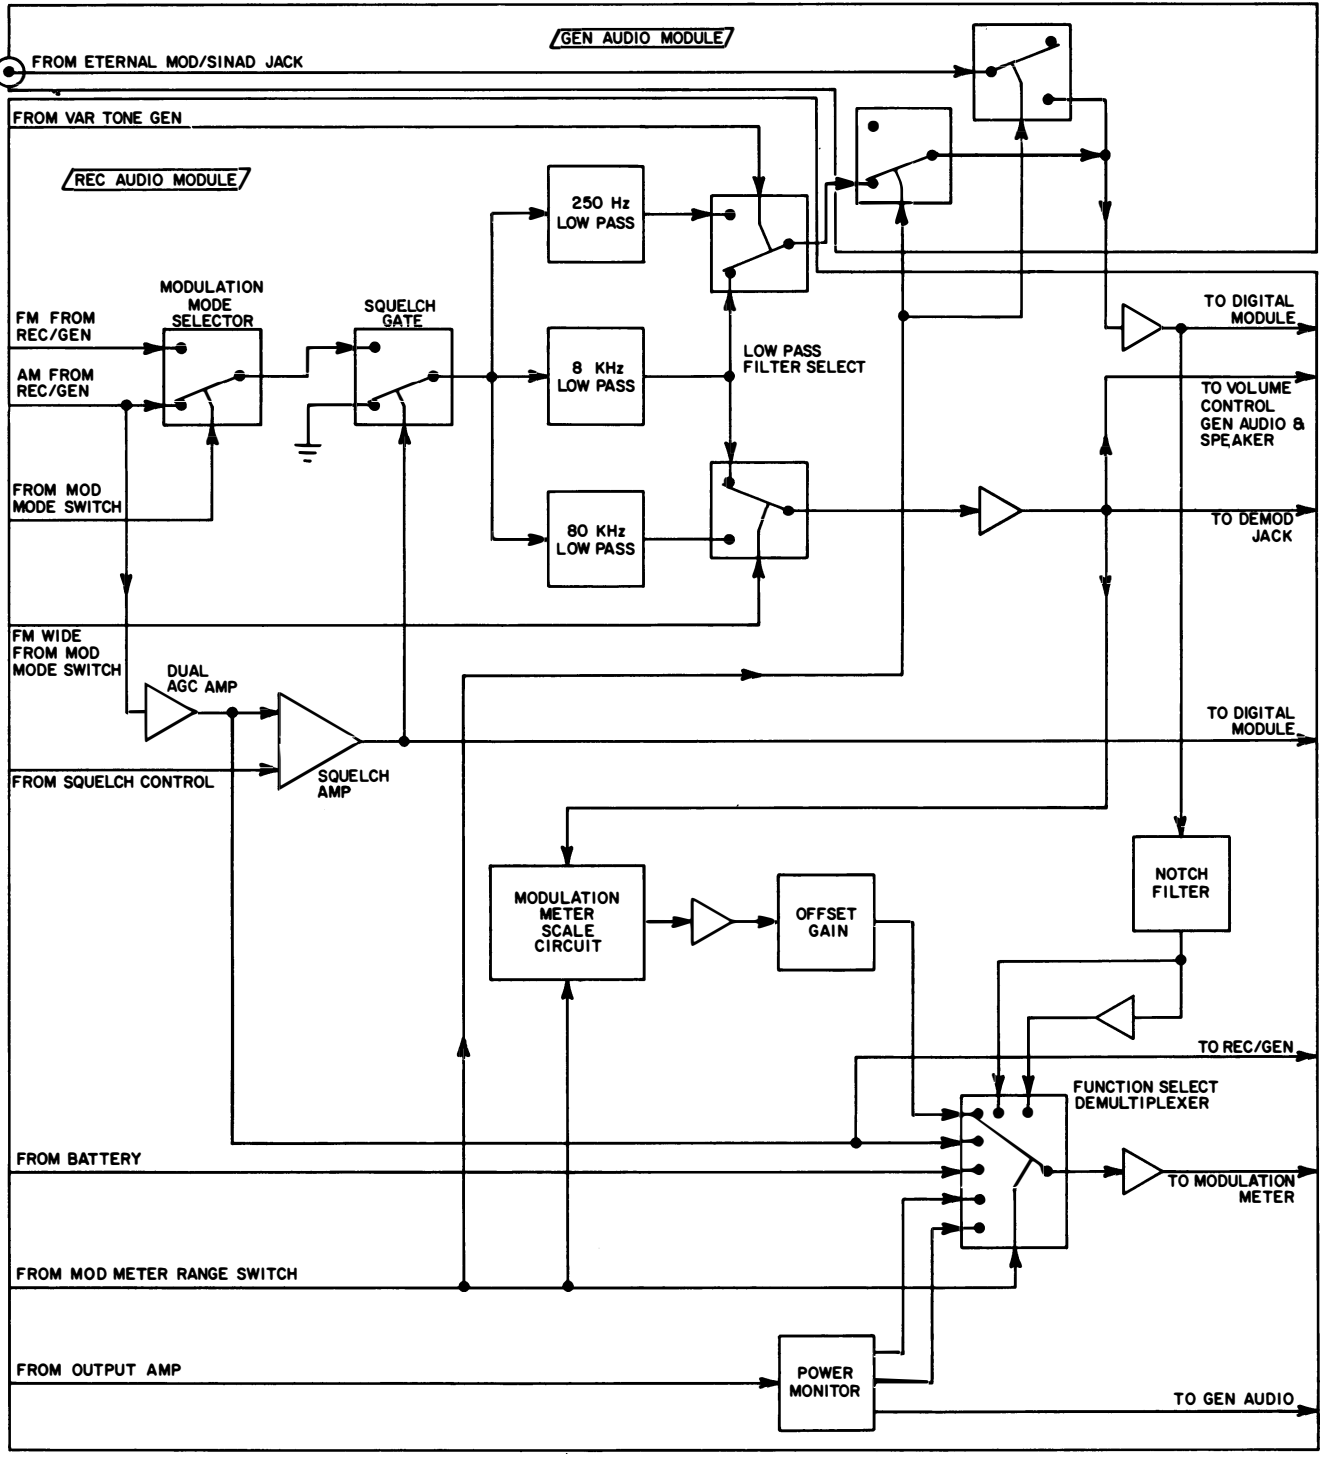 GEN AUDIO MODULE
FROM ETERNAL MOD/SINAD JACK
FROM VAR TONE GEN
REC AUDIO MODULE
250 Hz
LOW PASS
MODULATION
MODE
SELECTOR
SQUELCH
GATE
FM FROM
REC/GEN
8 KHz
LOW PASS
LOW PASS
FILTER SELECT
TO DIGITAL
MODULE
AM FROM
REC/GEN
TO VOLUME
CONTROL
GEN AUDIO &
SPEAKER
FROM MOD
MODE SWITCH
80 KHz
LOW PASS
TO DEMOD
JACK
FM WIDE
FROM MOD
MODE SWITCH
DUAL
AGC AMP
TO DIGITAL
MODULE
FROM SQUELCH CONTROL
SQUELCH
AMP
MODULATION
METER
SCALE
CIRCUIT
OFFSET
GAIN
NOTCH
FILTER
TO REC/GEN
FUNCTION SELECT
DEMULTIPLEXER
FROM BATTERY
TO MODULATION
METER
FROM MOD METER RANGE SWITCH
FROM OUTPUT AMP
POWER
MONITOR
TO GEN AUDIO